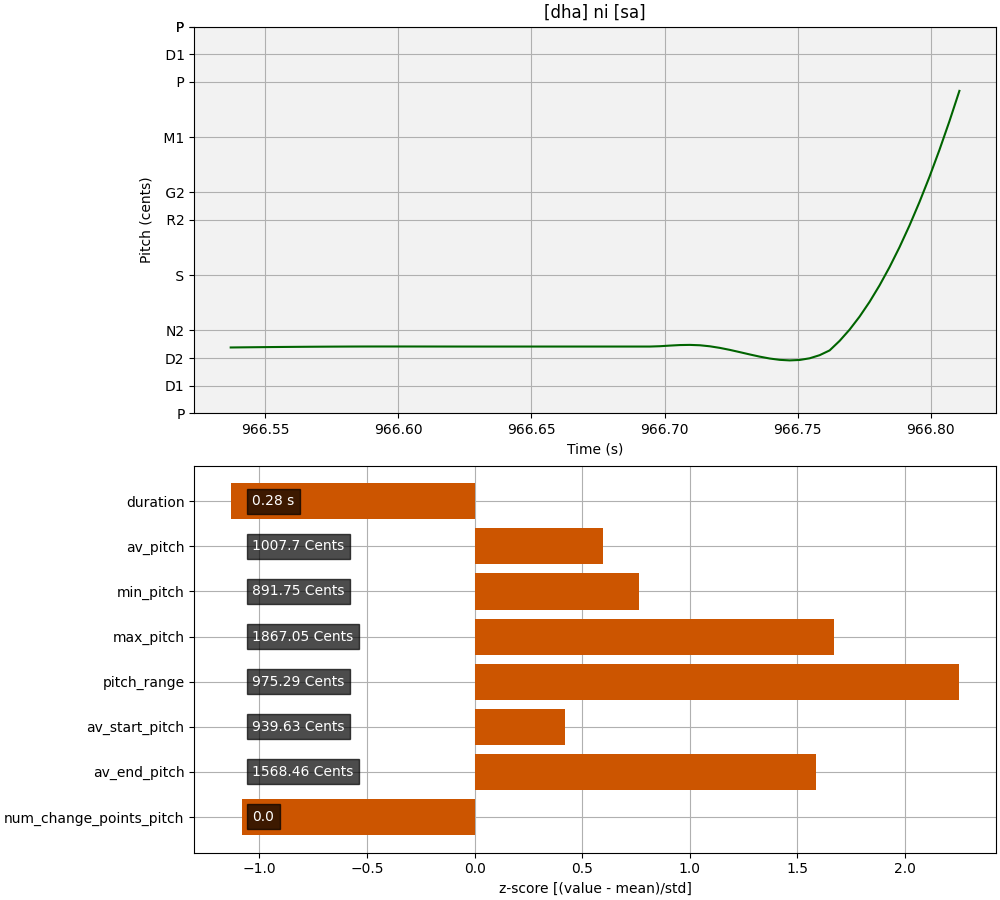 [dha] ni [sa]
P
D1
P
M1
G2
R2
S
N2
D2
D1
P
Pitch (cents)
966.55 966.60 966.65 966.70 966.75 966.80
Time (s)
duration 0.28 s
av_pitch 1007.7 Cents
min_pitch 891.75 Cents
max_pitch 1867.05 Cents
pitch_range 975.29 Cents
av_start_pitch 939.63 Cents
av_end_pitch 1568.46 Cents
num_change_points_pitch 0.0
−1.0 −0.5 0.0 0.5 1.0 1.5 2.0
z-score [(value - mean)/std]